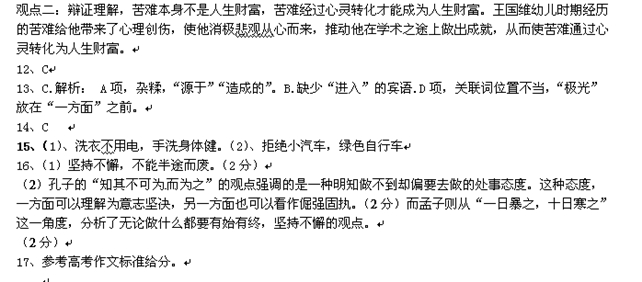 观点二：辩证理解，苦难本身不是人生财富，苦难经过心灵转化才能成为人生财富。王国维幼儿时期经历
的苦难给他带来了心理创伤，使他消极悲观从心而来，推动他在学术之途上做出成就，从而使苦难通过心
灵转化为人生财富。
12、C
13、C.解析： A项，杂糅，“源于”“造成的”。B.缺少“进入”的宾语.D项，关联词位置不当，“极光”
放在“一方面”之前。
14、C
15、（1）、洗衣不用电，手洗身体健。（2）、拒绝小汽车，绿色自行车
16、（1）坚持不懈，不能半途而废。（2分）
（2）孔子的“知其不可为而为之”的观点强调的是一种明知做不到却偏要去做的处事态度。这种态度，
一方面可以理解为意志坚决，另一方面也可以看作倔强固执。（2分）而孟子则从“一日暴之，十日寒之”
这一角度，分析了无论做什么都要有始有终，坚持不懈的观点。
（2分）
17、参考高考作文标准给分。